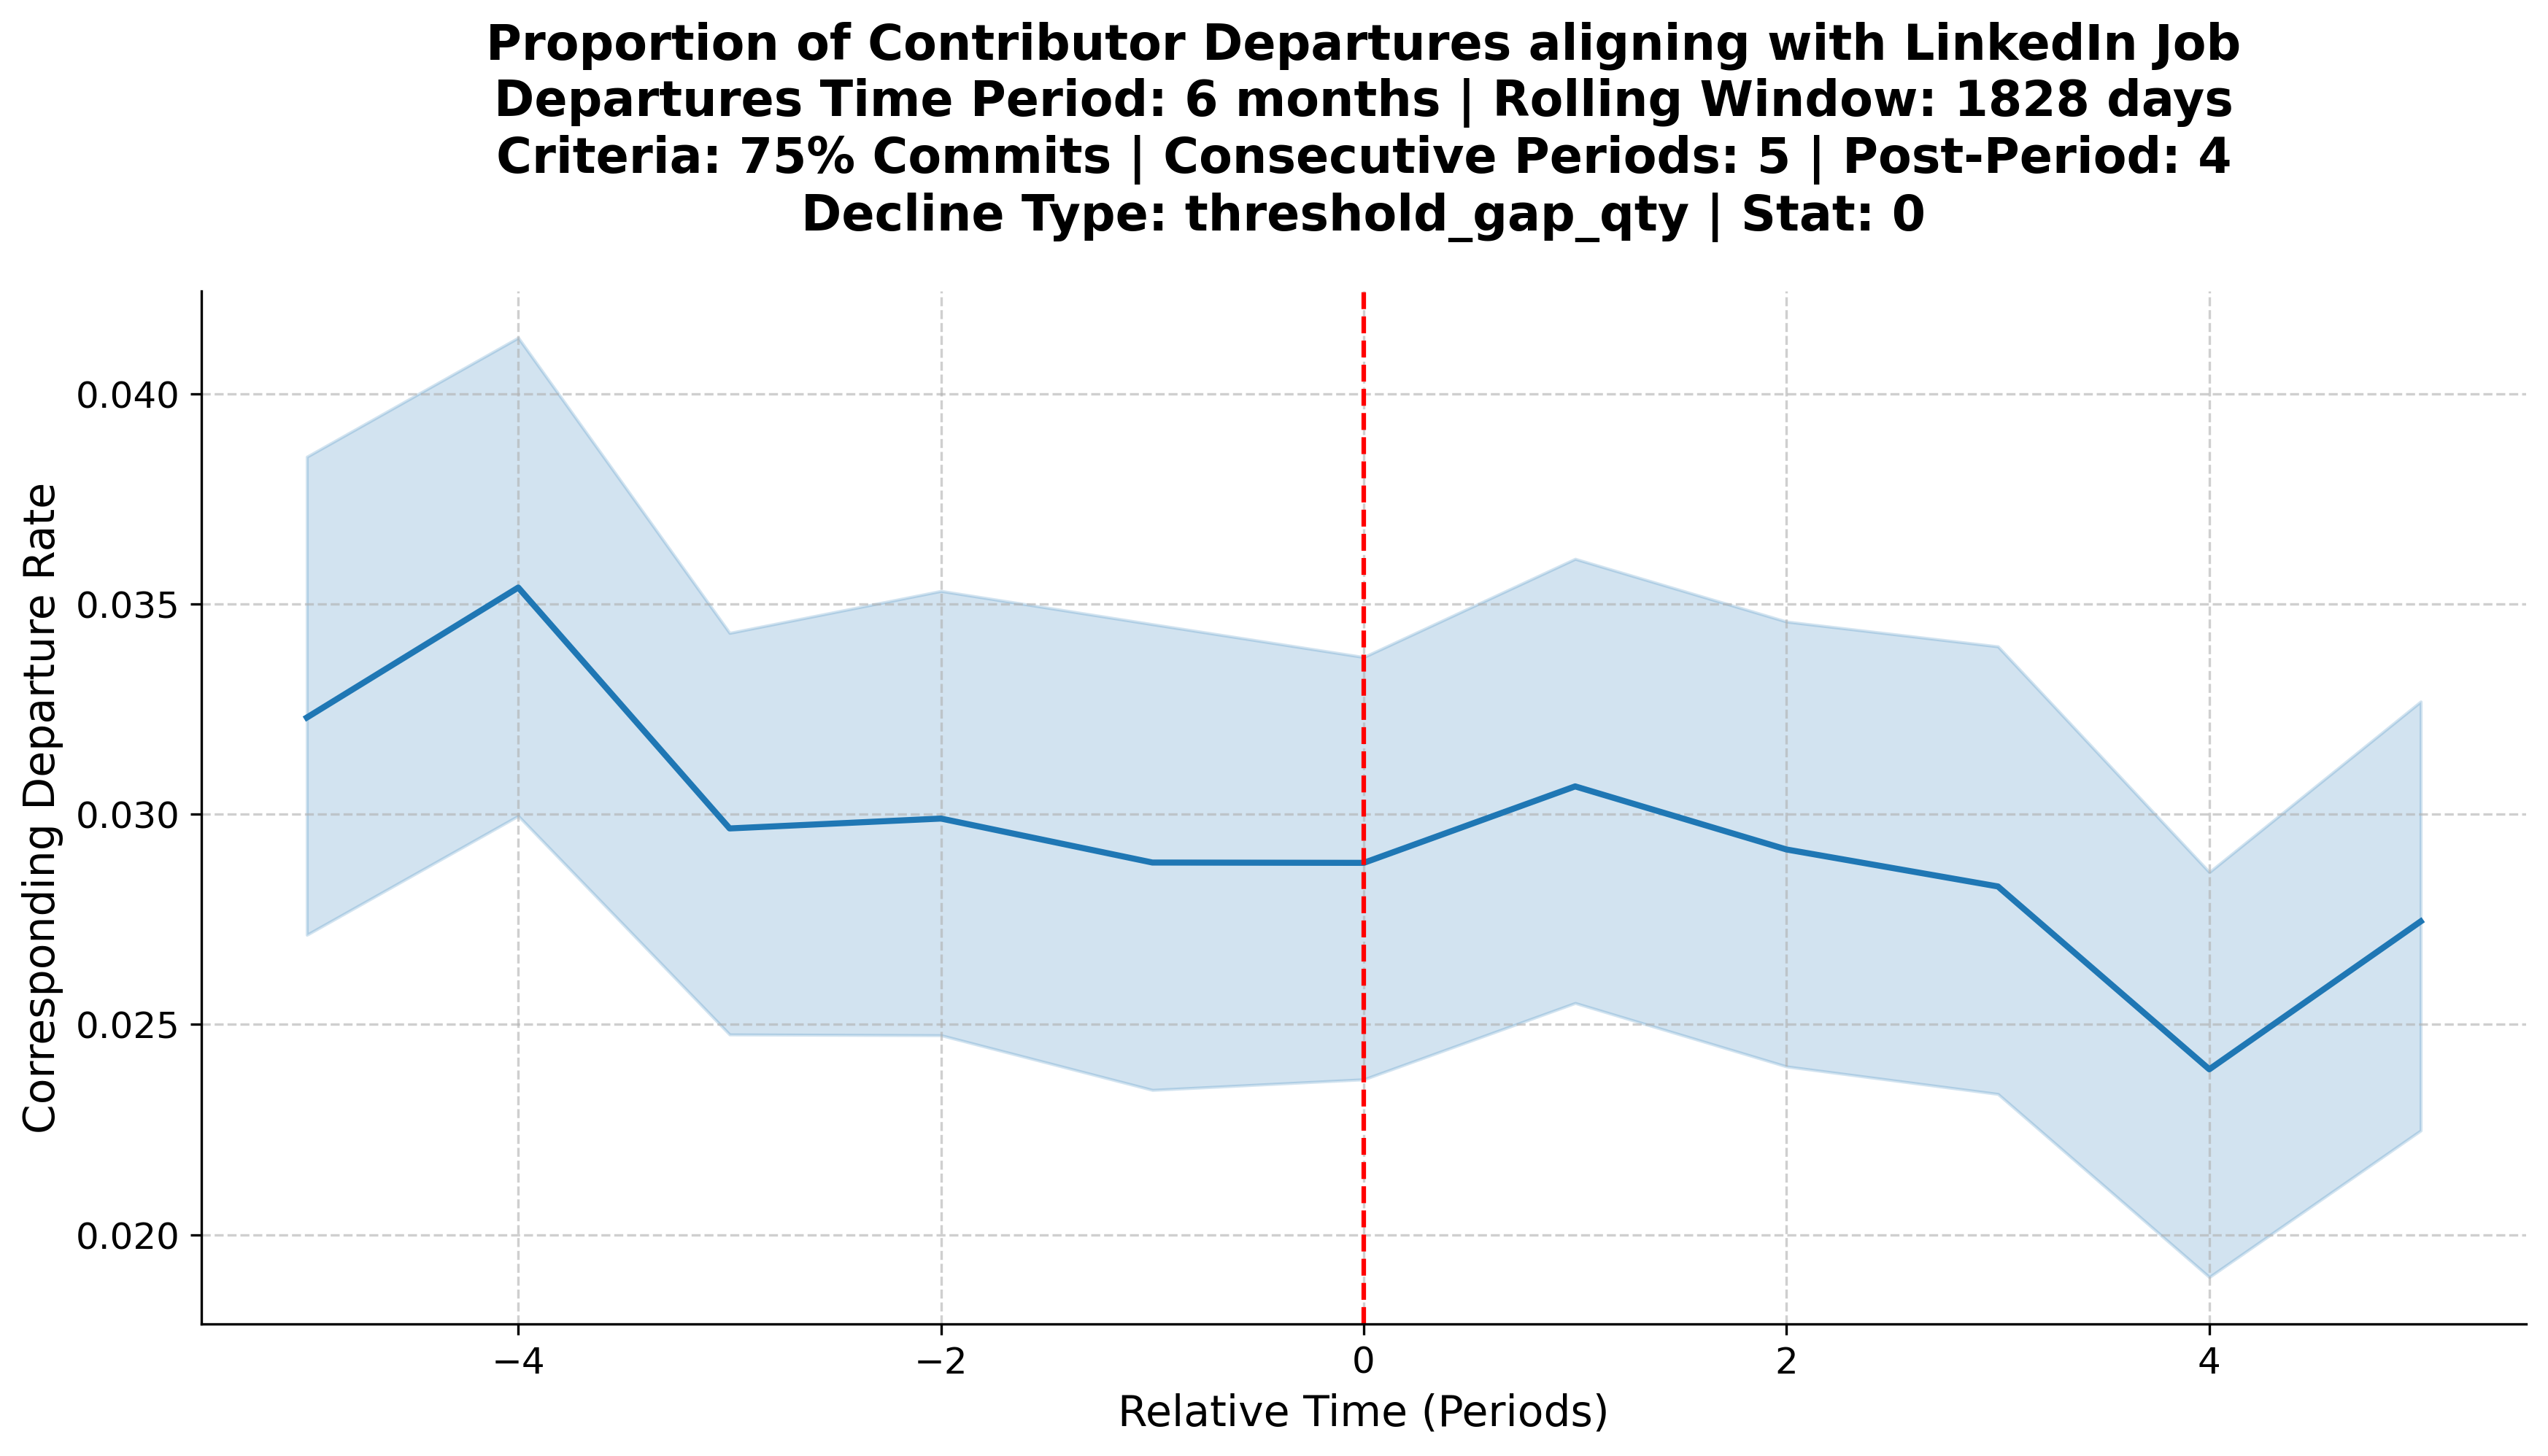 Proportion of Contributor Departures aligning with LinkedIn Job
Departures Time Period: 6 months | Rolling Window: 1828 days
Criteria: 75% Commits | Consecutive Periods: 5 | Post-Period: 4
Decline Type: threshold_gap_qty | Stat: 0
Corresponding Departure Rate
0.040
0.035
0.030
0.025
0.020
−4
−2
0
2
4
Relative Time (Periods)